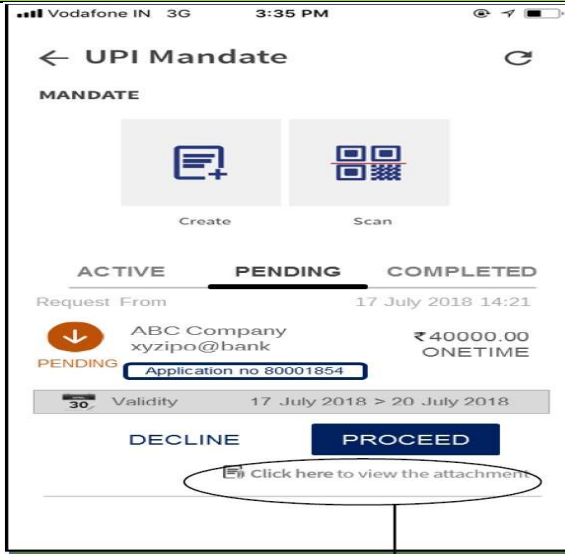 Vodafone IN 3G 3:35 PM
← UPI Mandate
MANDATE
Create Scan
ACTIVE PENDING COMPLETED
Request From 17 July 2018 14:21
ABC Company ₹40000.00
xyzipo@bank ONETIME
PENDING
Application no 80001854
30 Validity 17 July 2018 > 20 July 2018
DECLINE PROCEED
Click here to view the attachment